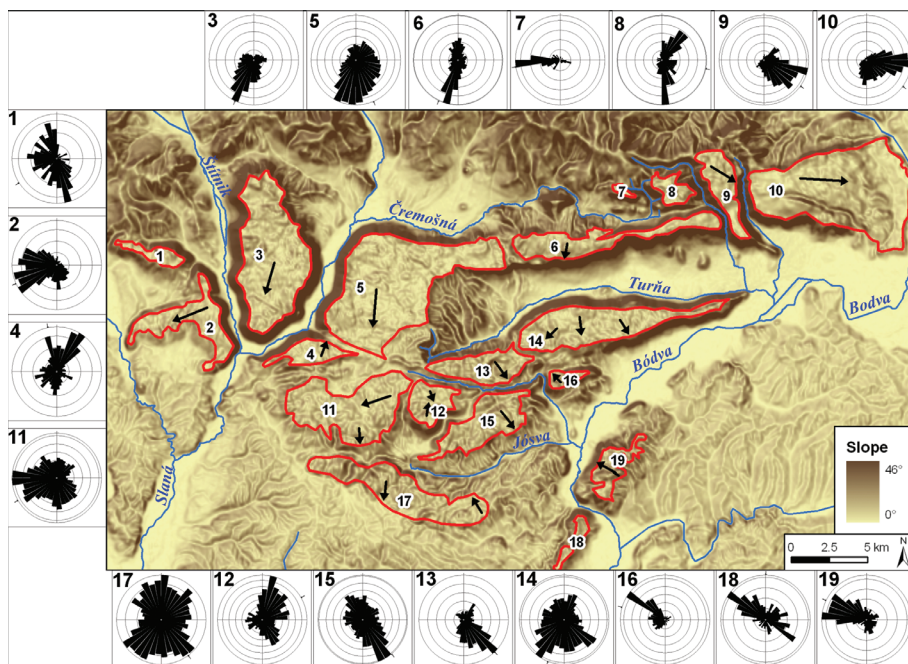 3 5 6 7 8 9 10
1
2
4
11
Štítnik
Čremošná
Turňa
Bodva
Bódva
Jósva
Slaná
1
2
3
4
5
6
7
8
9
10
11
12
13
14
15
16
17
18
19
Slope
46°
0°
N
0 2.5 5 km
17 12 15 13 14 16 18 19